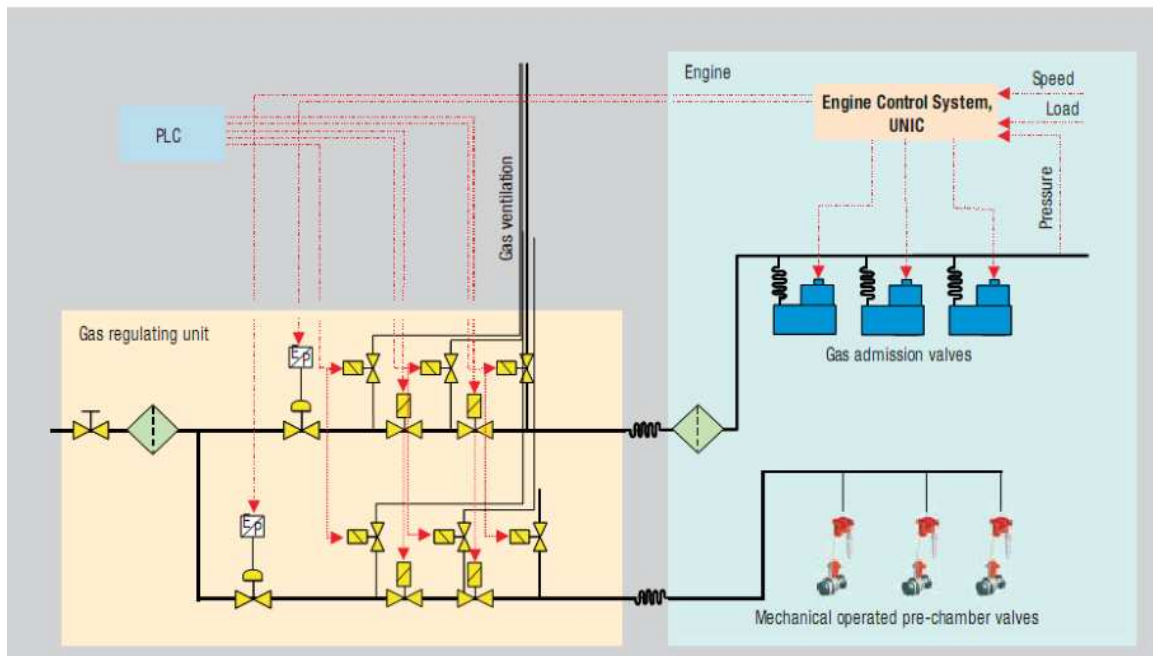 Engine
Speed
Engine Control System,
UNIC
Load
PLC
Pressure
Gas ventilation
Gas regulating unit
E/P
Gas admission valves
E/P
Mechanical operated pre-chamber valves